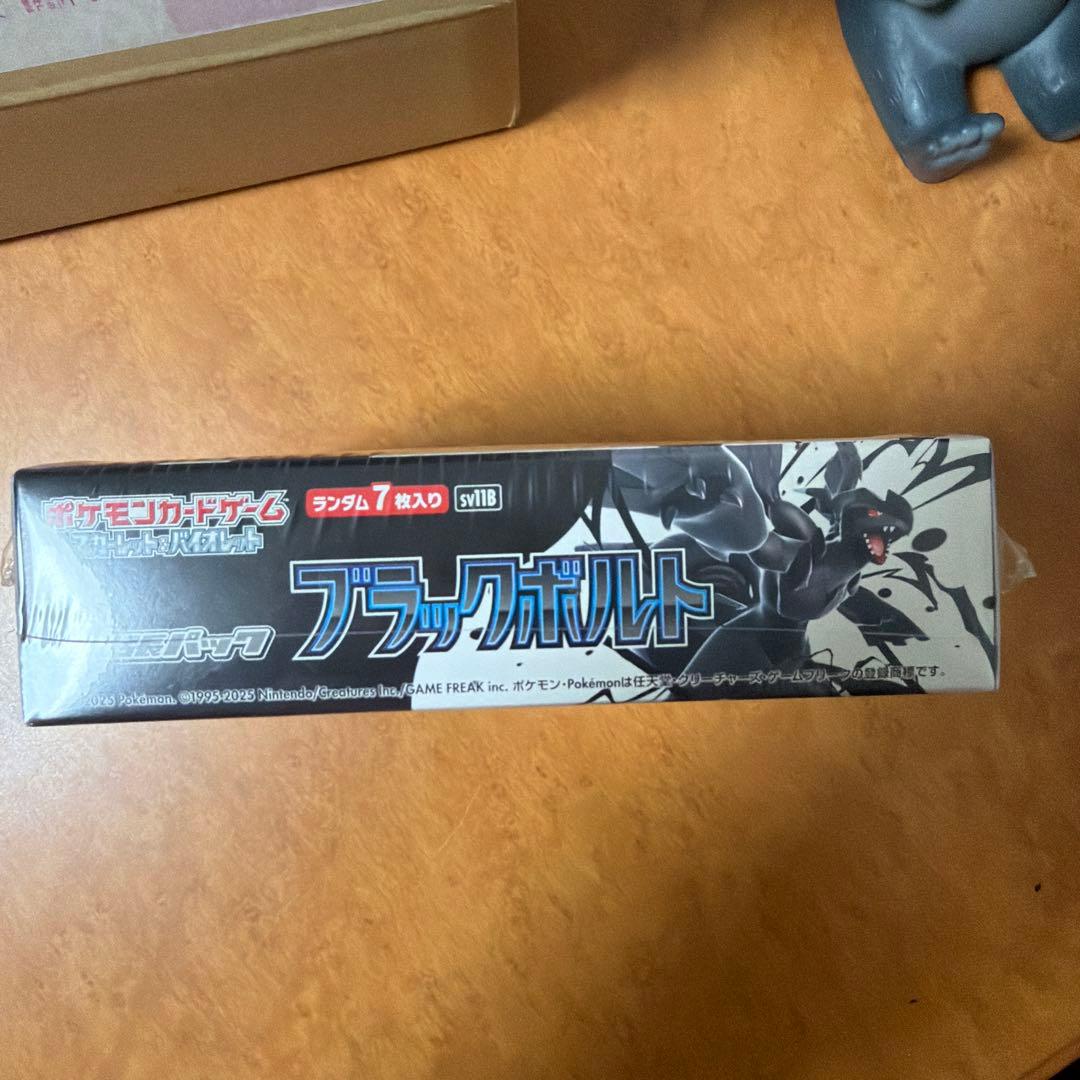 ポケモンカードゲーム
スカーレット&バイオレット
ランダム7枚入り
sv11B
ブラックボルト
拡張パック
2025 Pokémon. ©1995-2025 Nintendo/Creatures Inc./GAME FREAK inc. ポケモン・Pokémonは任天堂・クリーチャーズ・ゲームフリークの登録商標です。